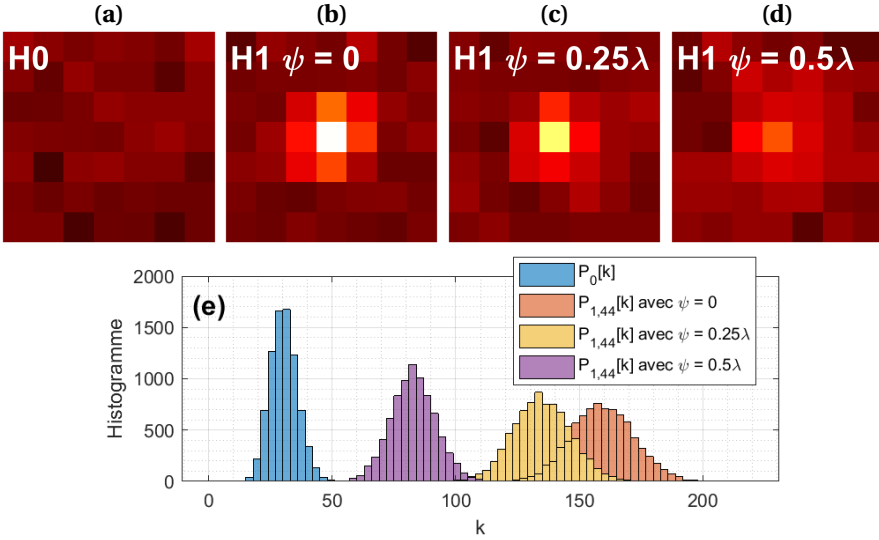 (a) (b) (c) (d)
H0 H1 ψ = 0 H1 ψ = 0.25λ H1 ψ = 0.5λ
(e)
P0[k]
P1,44[k] avec ψ = 0
P1,44[k] avec ψ = 0.25λ
P1,44[k] avec ψ = 0.5λ
Histogramme
2000
1500
1000
500
0
0 50 100 150 200
k